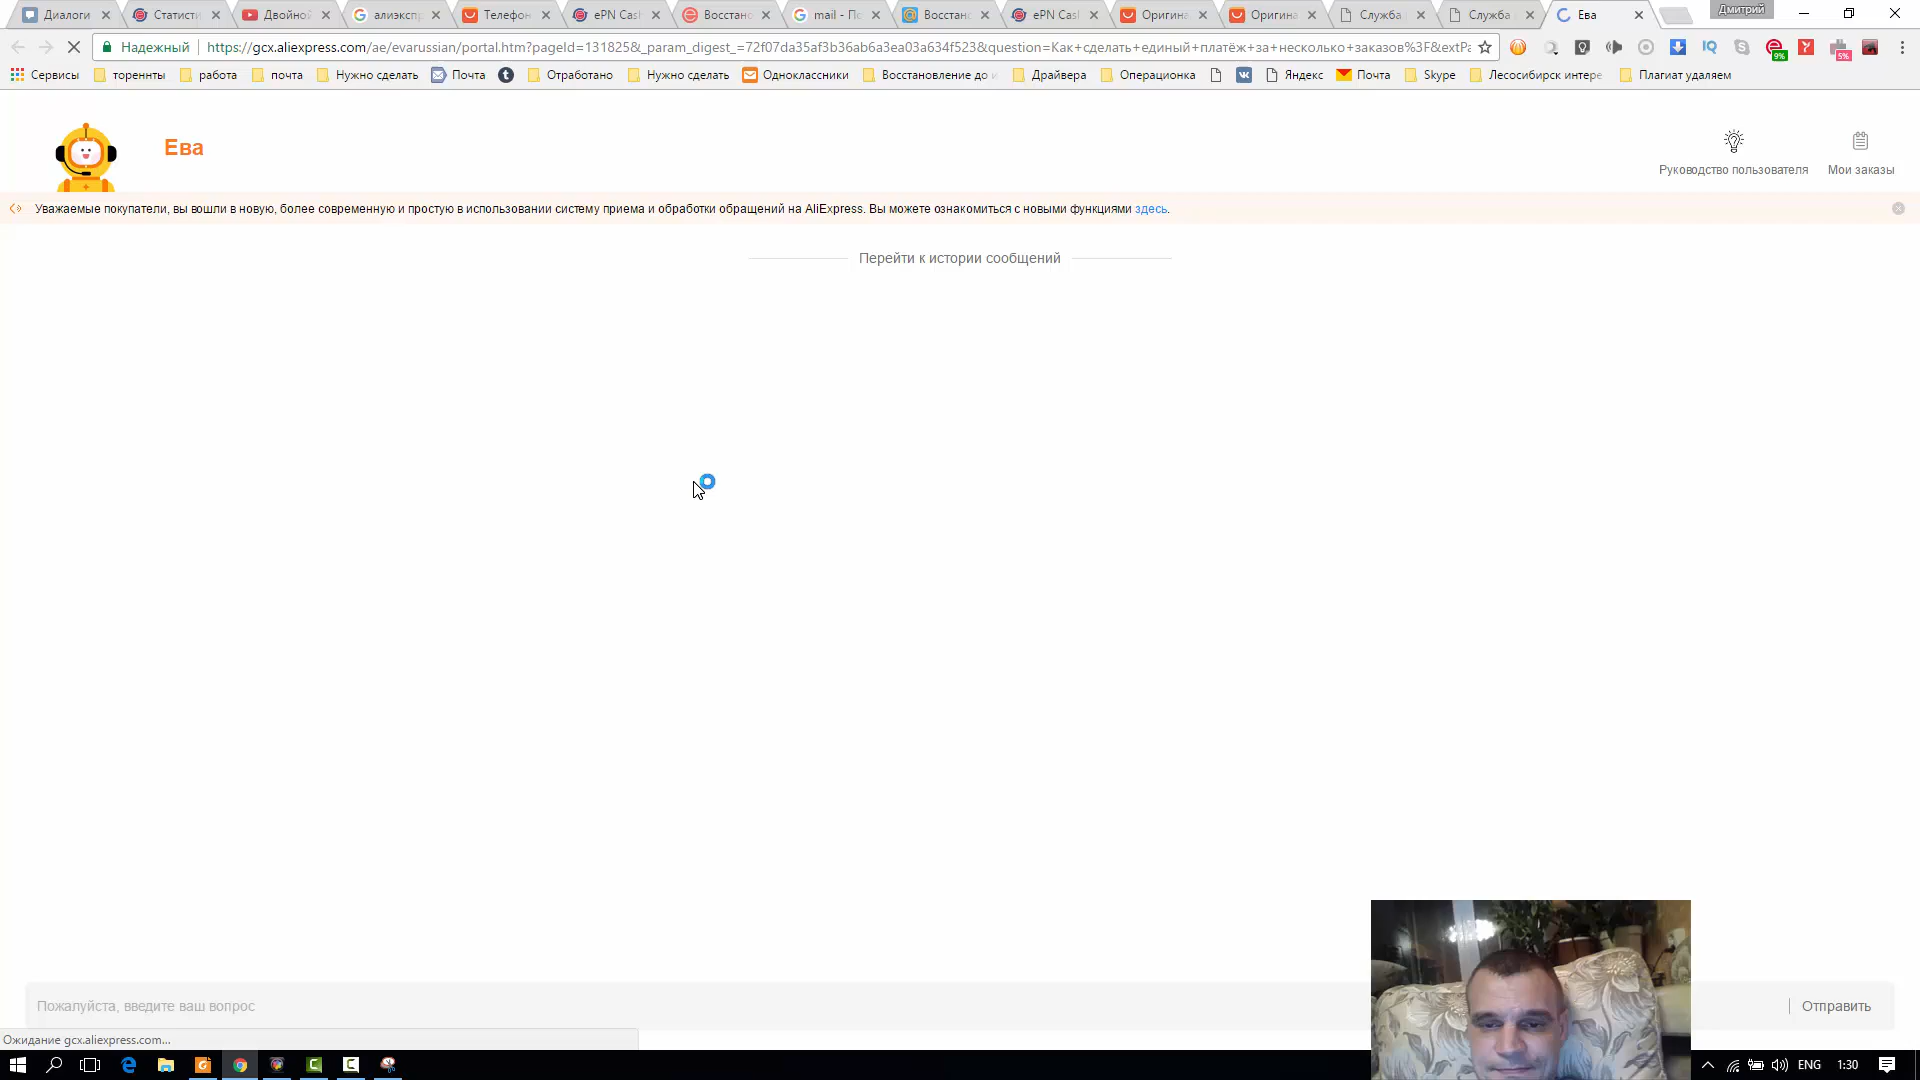 Диалоги
Статисти
Двойной
алиэкспр
Телефон
ePN Cas
Восстано
mail - По
Восстано
ePN Cas
Оригина
Оригина
Служба
Служба
Ева
Дмитрий
Надежный
https://gcx.aliexpress.com/ae/evarussian/portal.htm?pageId=131825&_param_digest_=72f07da35af3b36ab6a3ea03a634f523&question=Как+сделать+единый+платёж+за+несколько+заказов%3F&extPa
IQ
9%
5%
Сервисы
тореннты
работа
почта
Нужно сделать
Почта
Отработано
Нужно сделать
Одноклассники
Восстановление до и
Драйвера
Операционка
Яндекс
Почта
Skype
Лесосибирск интере
Плагиат удаляем
Ева
Руководство пользователя
Мои заказы
Уважаемые покупатели, вы вошли в новую, более современную и простую в использовании систему приема и обработки обращений на AliExpress. Вы можете ознакомиться с новыми функциями здесь.
Перейти к истории сообщений
Пожалуйста, введите ваш вопрос
Отправить
Ожидание gcx.aliexpress.com...
ENG
1:30